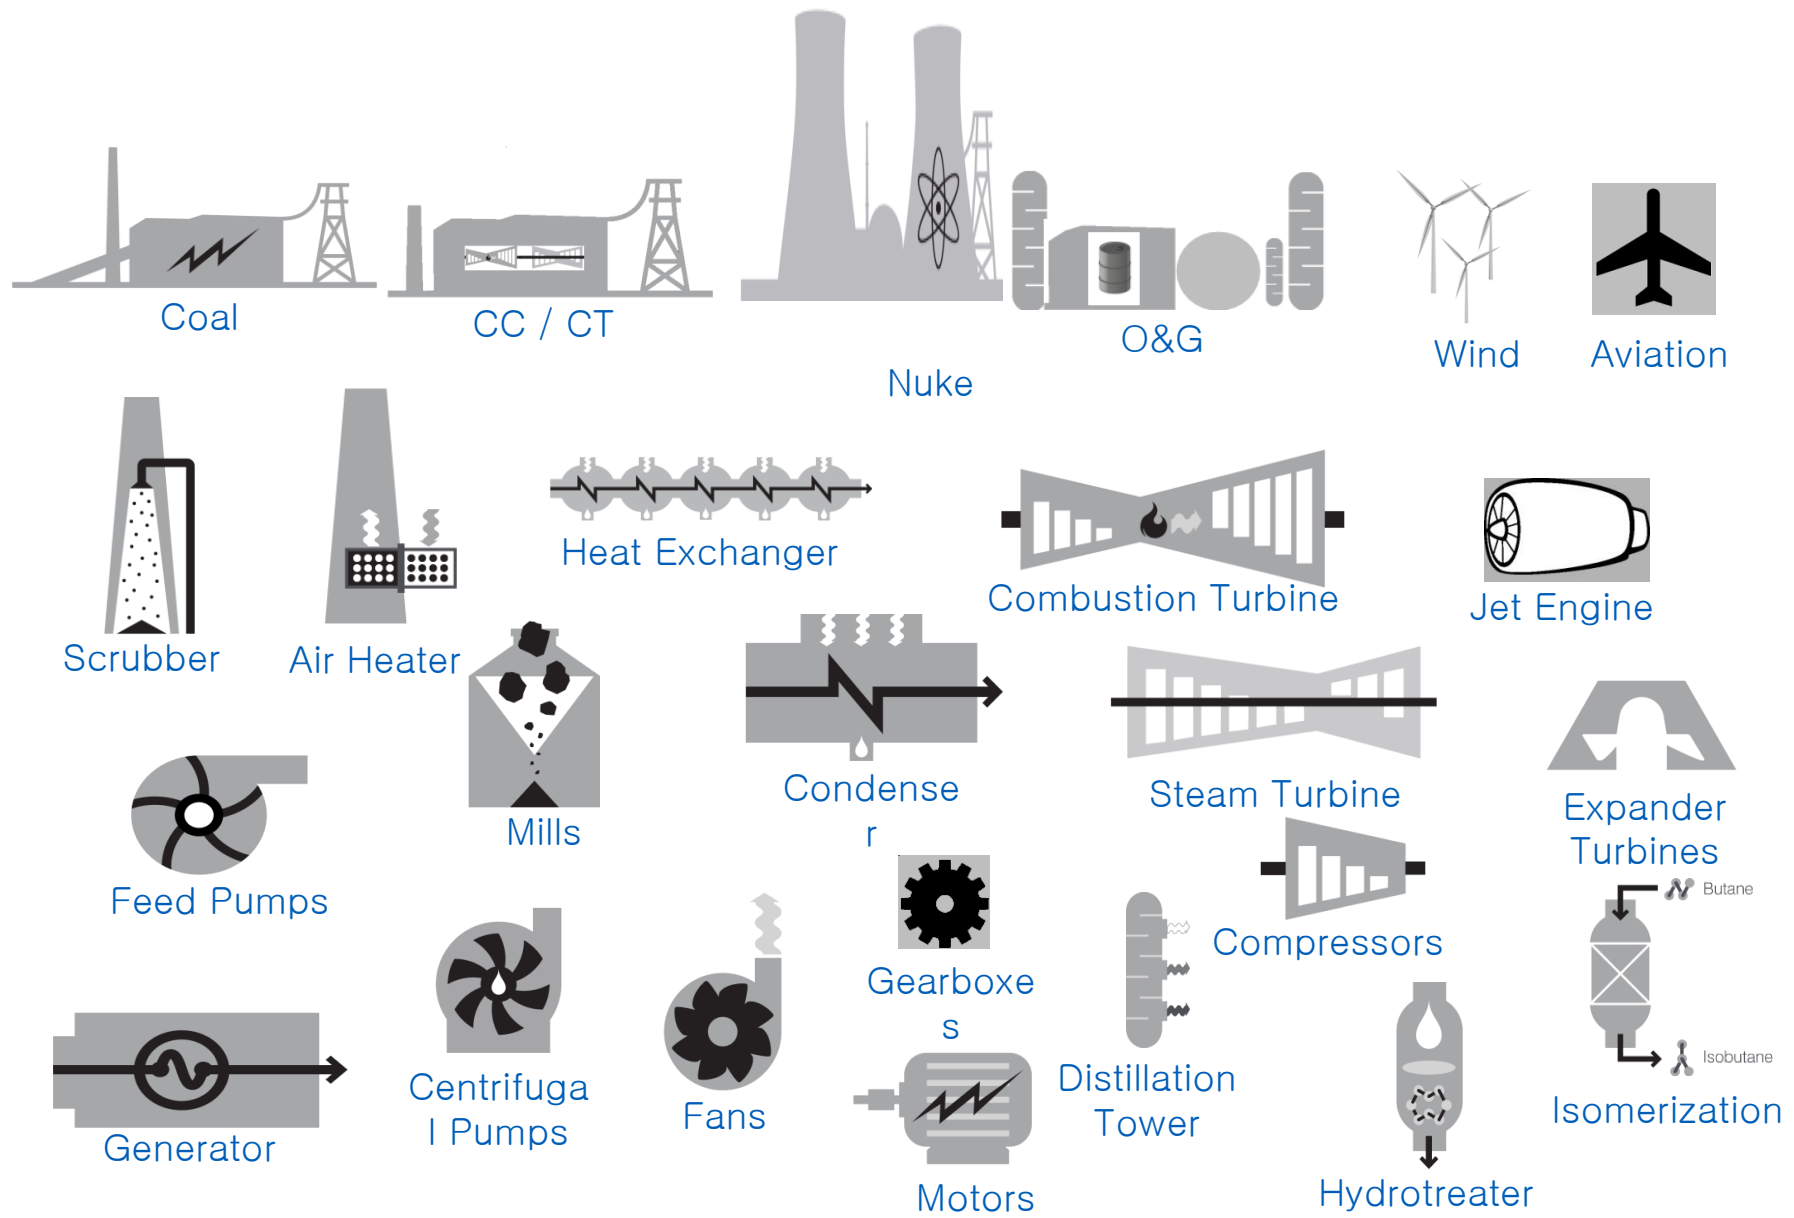 Coal
CC / CT
Nuke
O&G
Wind
Aviation
Scrubber
Air Heater
Heat Exchanger
Combustion Turbine
Jet Engine
Feed Pumps
Mills
Condense
r
Steam Turbine
Expander
Turbines
Generator
Centrifuga
l Pumps
Fans
Gearboxe
s
Motors
Distillation
Tower
Compressors
Hydrotreater
Butane
Isobutane
Isomerization